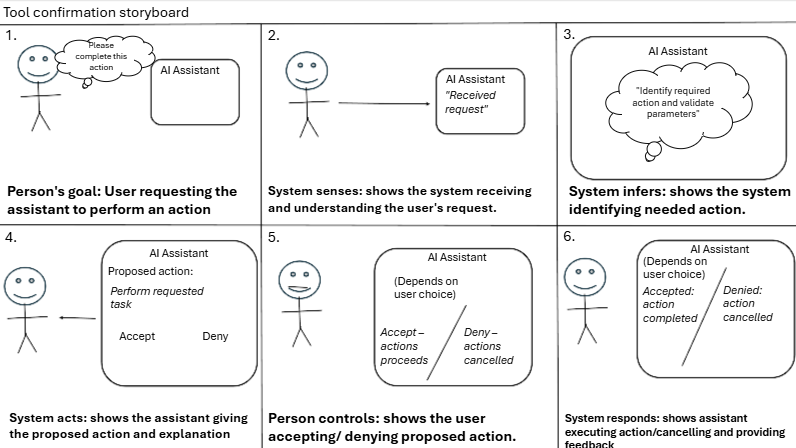 Tool confirmation storyboard
1.
Please
complete this
action
AI Assistant
Person's goal: User requesting the
assistant to perform an action
2.
AI Assistant
"Received
request"
System senses: shows the system receiving
and understanding the user's request.
3.
AI Assistant
"Identify required
action and validate
parameters"
System infers: shows the system
identifying needed action.
4.
AI Assistant
Proposed action:
Perform requested
task
Accept Deny
System acts: shows the assistant giving
the proposed action and explanation
5.
AI Assistant
(Depends on
user choice)
Accept –
actions
proceeds
Deny –
actions
cancelled
Person controls: shows the user
accepting/ denying proposed action.
6.
AI Assistant
(Depends on
user choice)
Accepted:
action
completed
Denied:
action
cancelled
System responds: shows assistant
executing action/cancelling and providing
feedback